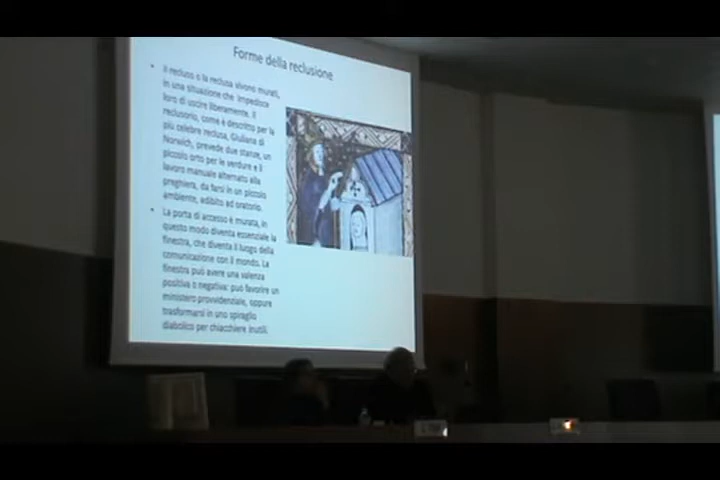 Forme della reclusione
• Il recluso o la reclusa vivono murati,
in una situazione che impedisce
loro di uscire liberamente. Il
reclusorio, come è descritto per la
più celebre reclusa, Giuliana di
Norwich, prevede due stanze, un
piccolo orto per le verdure e il
lavoro manuale alternato alla
preghiera, da farsi in un piccolo
ambiente, adibito ad oratorio.
• La porta di accesso è murata, in
questo modo diventa essenziale la
finestra, che diventa il luogo della
comunicazione con il mondo. La
finestra può avere una valenza
positiva o negativa: può favorire un
ministero provvidenziale, oppure
trasformarsi in uno spiraglio
diabolico per chiacchiere inutili.